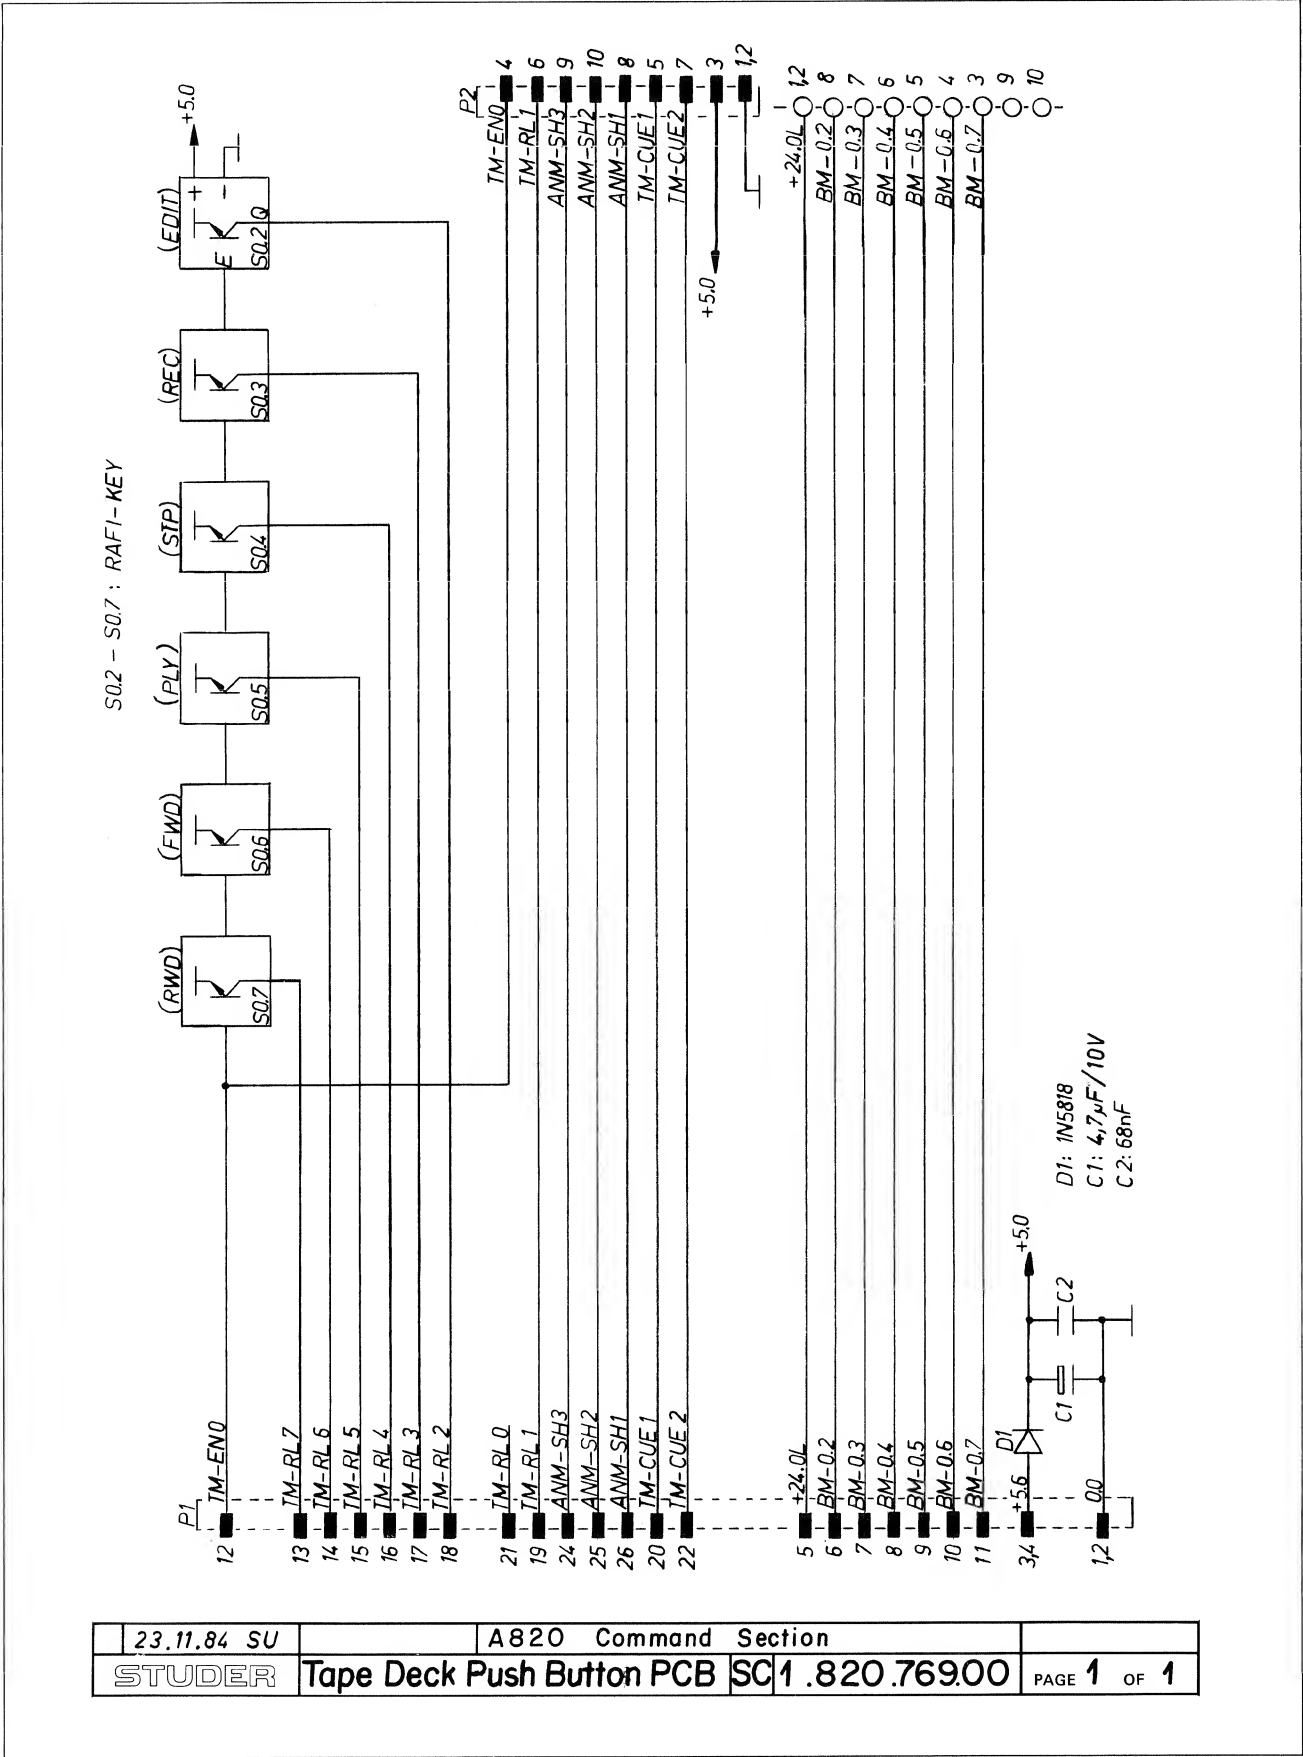 S0.2 - S0.7 : RAFI-KEY
(RWD)
(FWD)
(PLY)
(STP)
(REC)
(EDIT)
S0.7
S0.6
S0.5
S0.4
S0.3
S0.2
E
Q
+
-
+5.0
P1
12 TM-EN0
13 TM-RL7
14 TM-RL6
15 TM-RL5
16 TM-RL4
17 TM-RL3
18 TM-RL2
21 TM-RL0
19 TM-RL1
24 ANM-SH3
25 ANM-SH2
26 ANM-SH1
20 TM-CUE1
22 TM-CUE2
5 +24.0L
6 BM-0.2
7 BM-0.3
8 BM-0.4
9 BM-0.5
10 BM-0.6
11 BM-0.7
3,4 +5.6
1,2 0.0
P2
TM-EN0 4
TM-RL1 6
ANM-SH3 9
ANM-SH2 10
ANM-SH1 8
TM-CUE1 5
TM-CUE2 7
+5.0 3
1,2
+24.0L 1,2
BM-0.2 8
BM-0.3 7
BM-0.4 6
BM-0.5 5
BM-0.6 4
BM-0.7 3
9
10
D1
C1
C2
+5.0
D1: 1N5818
C1: 4,7µF/10V
C2: 68nF
23.11.84 SU
A820 Command Section
STUDER
Tape Deck Push Button PCB
SC
1.820.769.00
PAGE 1 OF 1